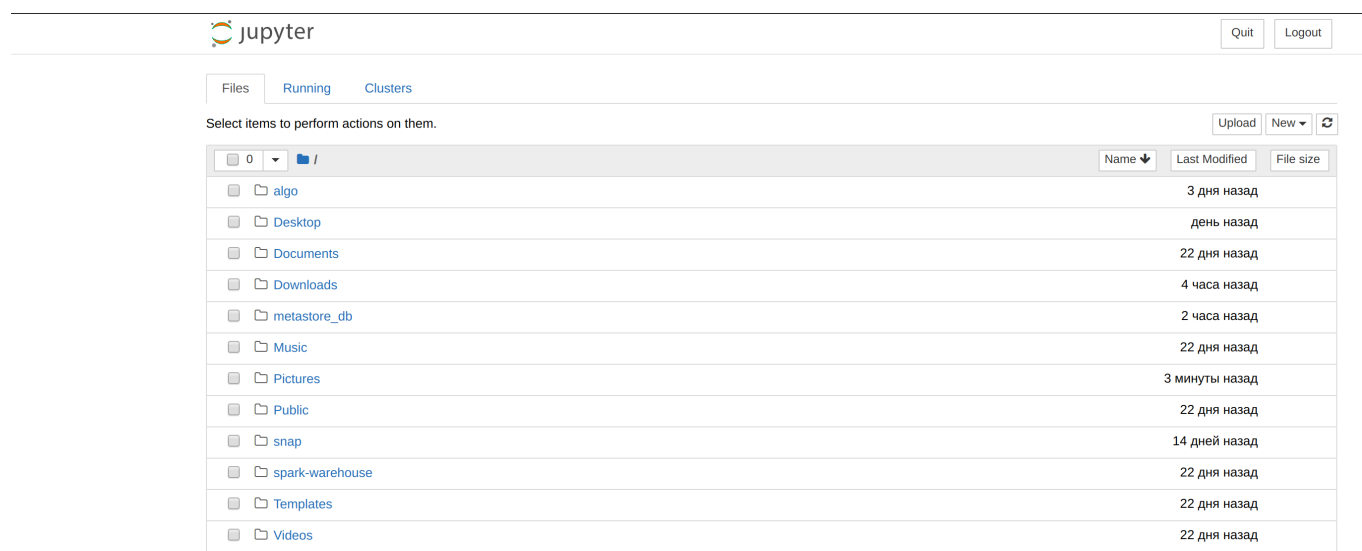 jupyter Quit Logout
Files Running Clusters
Select items to perform actions on them. Upload New
0 / Name Last Modified File size
algo 3 дня назад
Desktop день назад
Documents 22 дня назад
Downloads 4 часа назад
metastore_db 2 часа назад
Music 22 дня назад
Pictures 3 минуты назад
Public 22 дня назад
snap 14 дней назад
spark-warehouse 22 дня назад
Templates 22 дня назад
Videos 22 дня назад